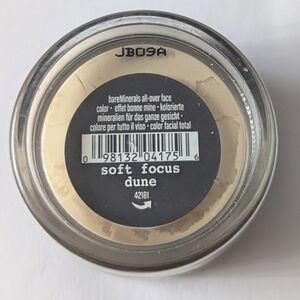 JB09A
bareMinerals all-over face
color - effet bonne mine - kolorierte
mineralien für das ganze gesicht -
colore per tutto il viso - color facial total
0 98132 04175 6
soft focus
dune
42181